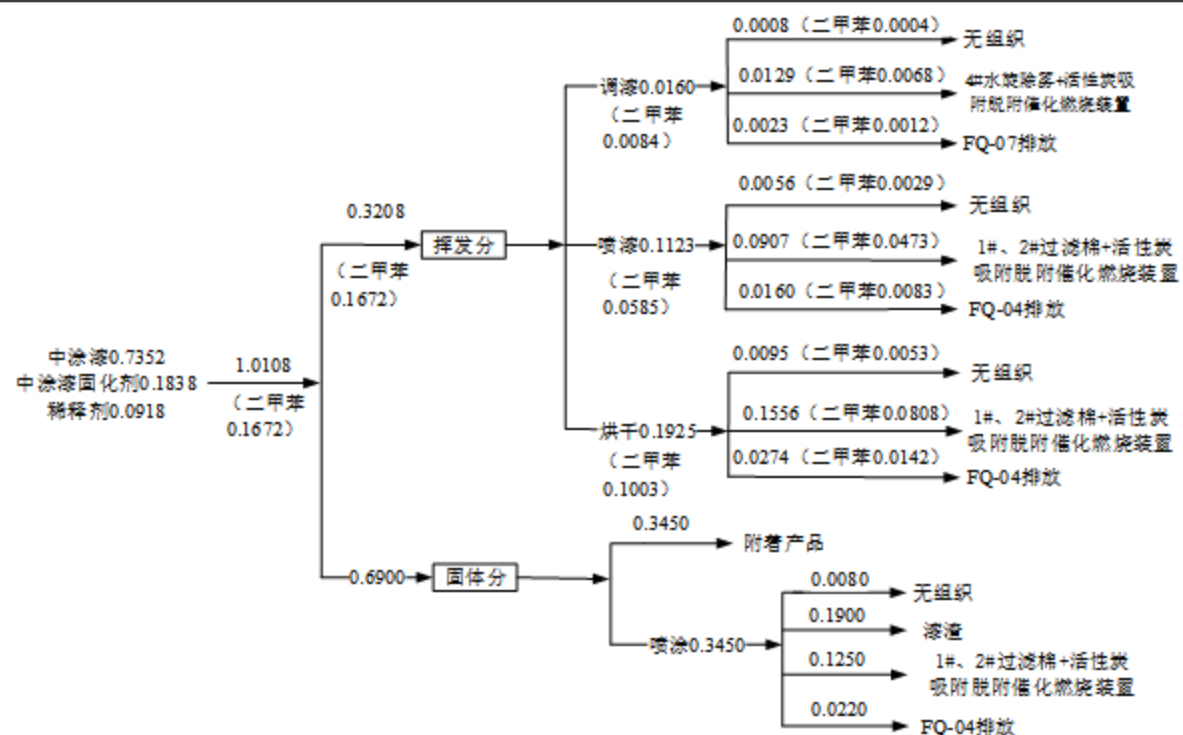 中涂漆0.7352
中涂漆固化剂0.1838
稀释剂0.0918
1.0108
（二甲苯
0.1672）
0.3208
（二甲苯
0.1672）
挥发分
调漆0.0160
（二甲苯
0.0084）
0.0008（二甲苯0.0004）
无组织
0.0129（二甲苯0.0068）
4#水旋除雾+活性炭吸
附脱附催化燃烧装置
0.0023（二甲苯0.0012）
FQ-07排放
喷漆0.1123
（二甲苯
0.0585）
0.0056（二甲苯0.0029）
无组织
0.0907（二甲苯0.0473）
1#、2#过滤棉+活性炭
吸附脱附催化燃烧装置
0.0160（二甲苯0.0083）
FQ-04排放
烘干0.1925
（二甲苯
0.1003）
0.0095（二甲苯0.0053）
无组织
0.1556（二甲苯0.0808）
1#、2#过滤棉+活性炭
吸附脱附催化燃烧装置
0.0274（二甲苯0.0142）
FQ-04排放
0.6900
固体分
0.3450
附着产品
喷涂0.3450
0.0080
无组织
0.1900
漆渣
0.1250
1#、2#过滤棉+活性炭
吸附脱附催化燃烧装置
0.0220
FQ-04排放